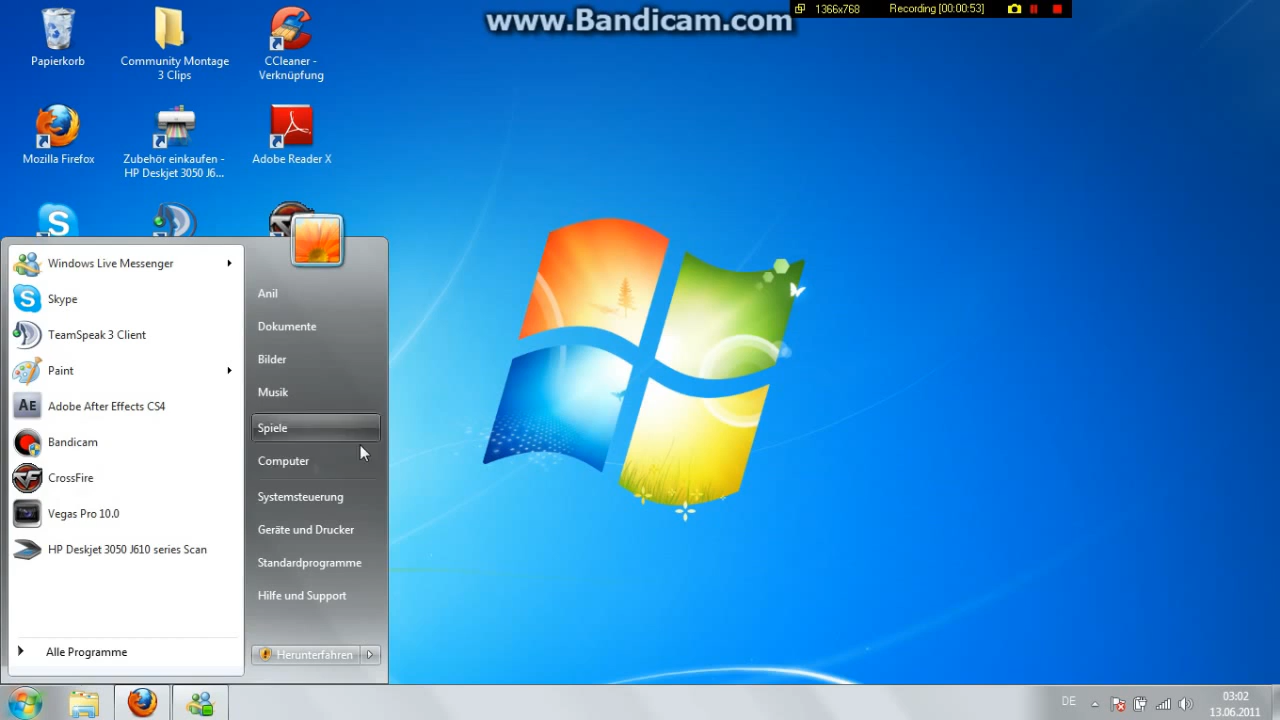 www.Bandicam.com
1366x768
Recording [00:00:53]
Papierkorb
Community Montage
3 Clips
CCleaner -
Verknüpfung
Mozilla Firefox
Zubehör einkaufen -
HP Deskjet 3050 J6...
Adobe Reader X
Windows Live Messenger
Skype
TeamSpeak 3 Client
Paint
Adobe After Effects CS4
Bandicam
CrossFire
Vegas Pro 10.0
HP Deskjet 3050 J610 series Scan
Alle Programme
Anil
Dokumente
Bilder
Musik
Spiele
Computer
Systemsteuerung
Geräte und Drucker
Standardprogramme
Hilfe und Support
Herunterfahren
DE
03:02
13.06.2011